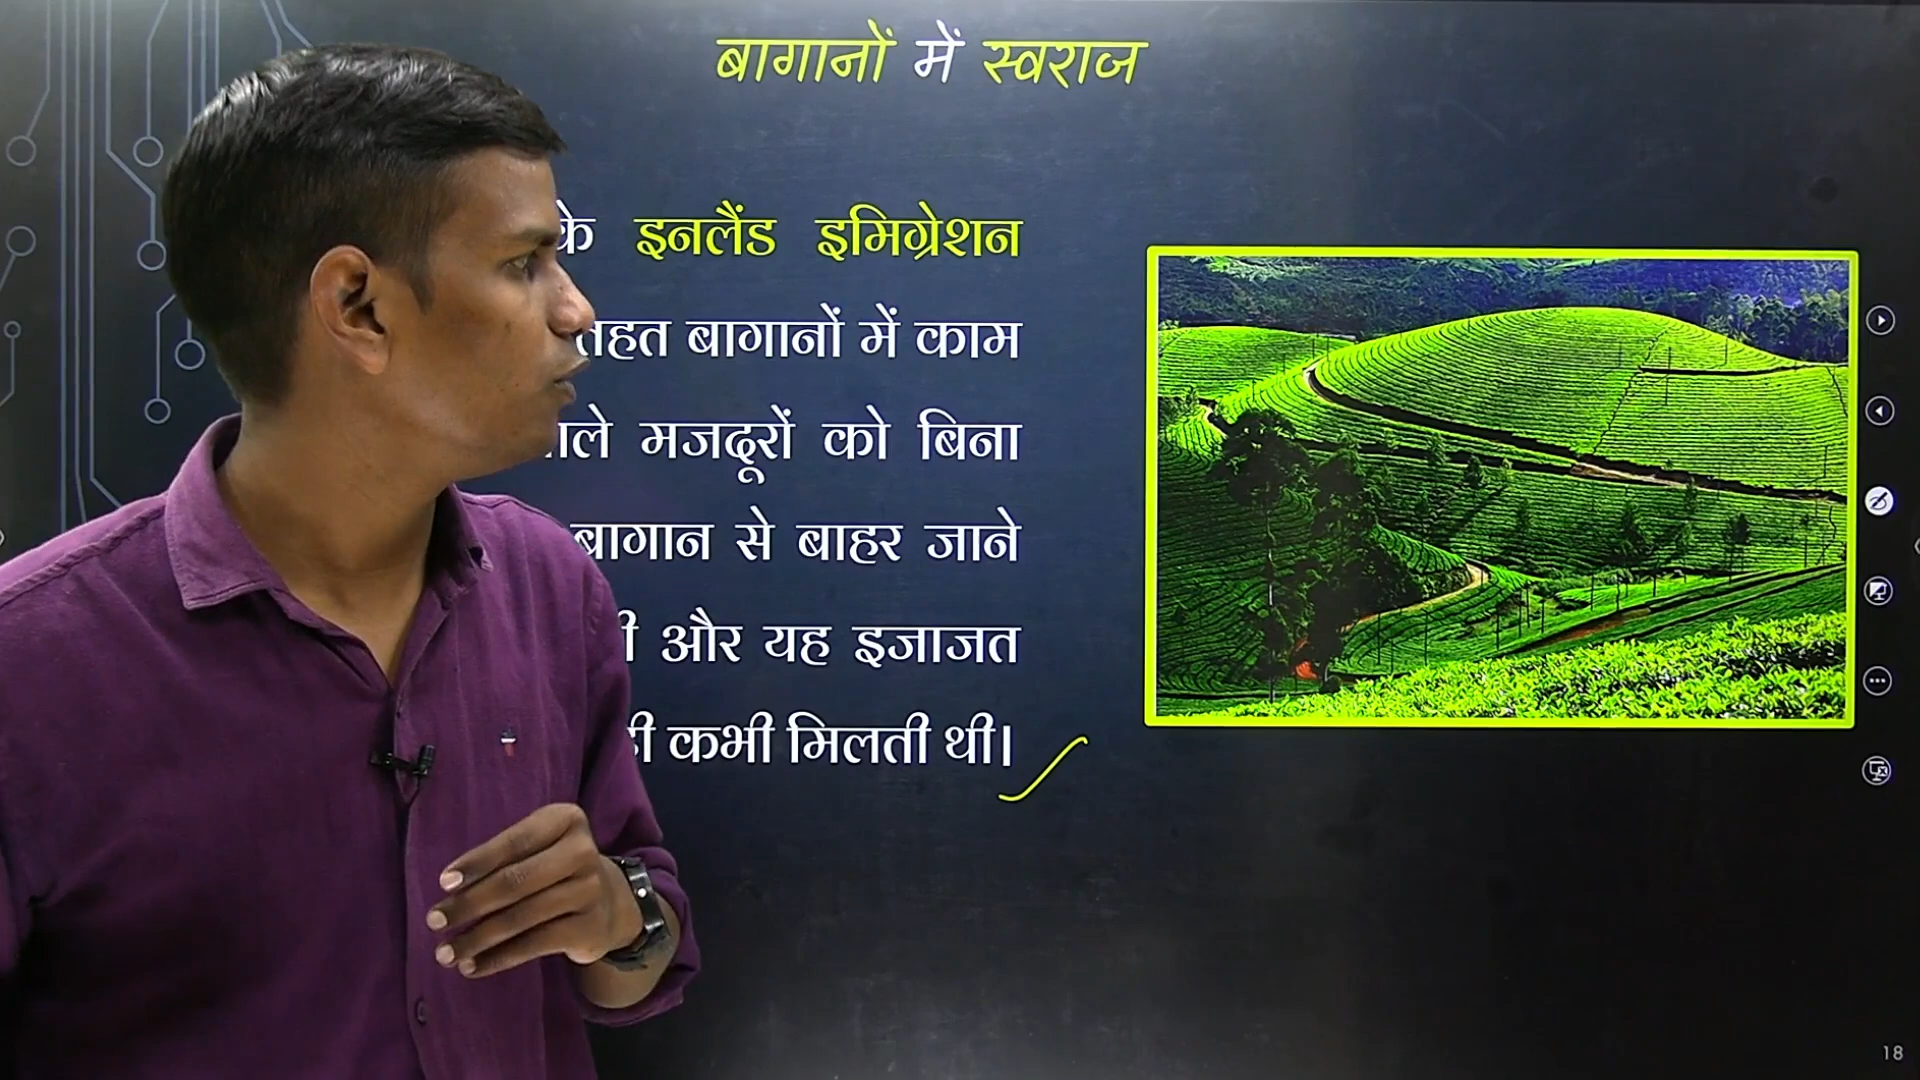 बागानों में स्वराज
के इनलैंड इमिग्रेशन
तहत बागानों में काम
मजदूरों को बिना
बागान से बाहर जाने
और यह इजाजत
कभी मिलती थी।
18